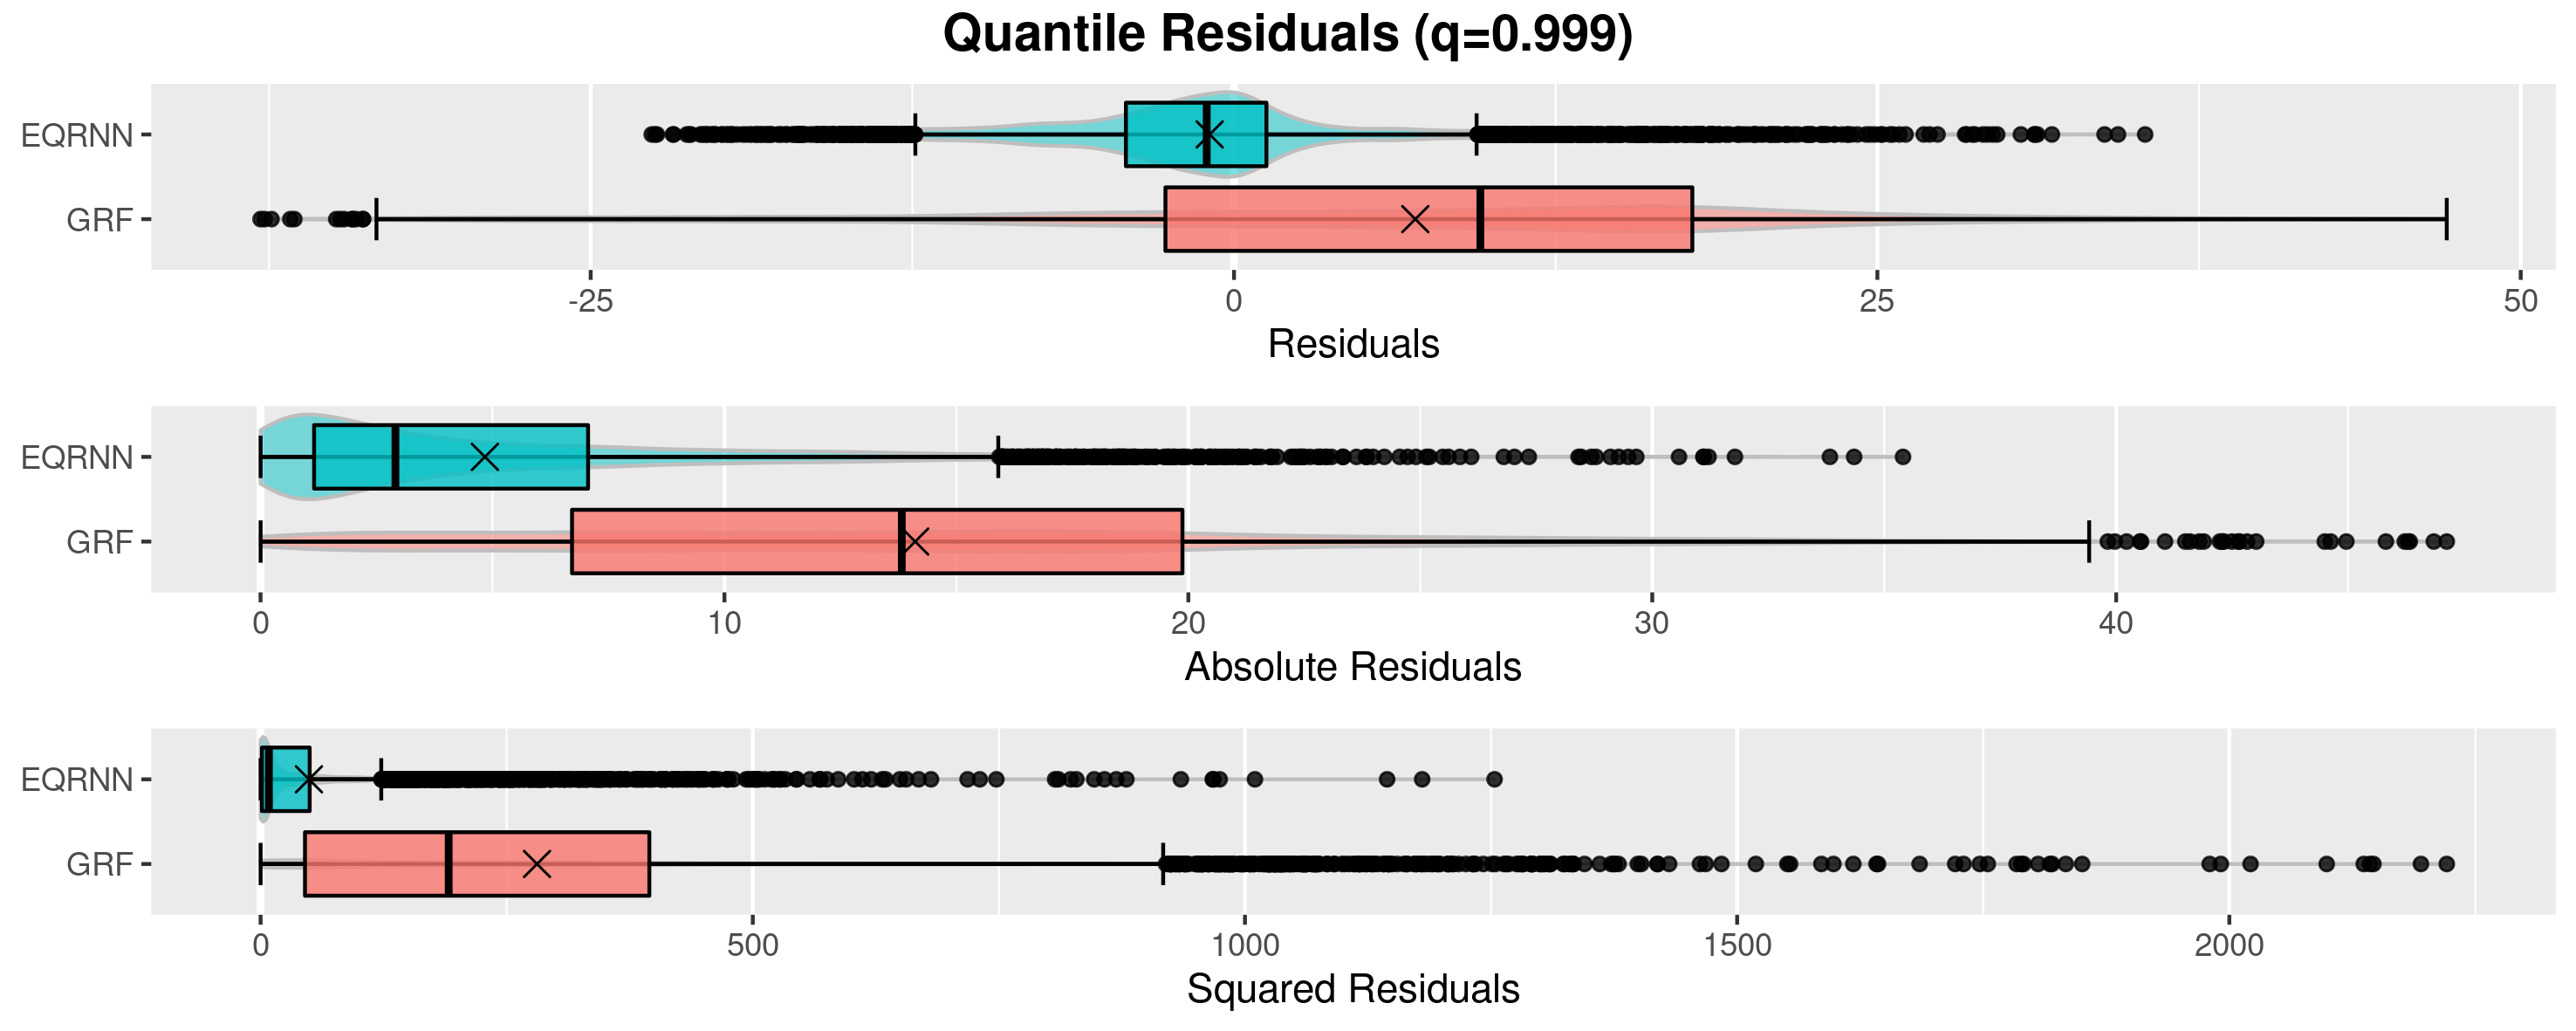 Quantile Residuals (q=0.999)
EQRNN
GRF
-25 0 25 50
Residuals
EQRNN
GRF
0 10 20 30 40
Absolute Residuals
EQRNN
GRF
0 500 1000 1500 2000
Squared Residuals